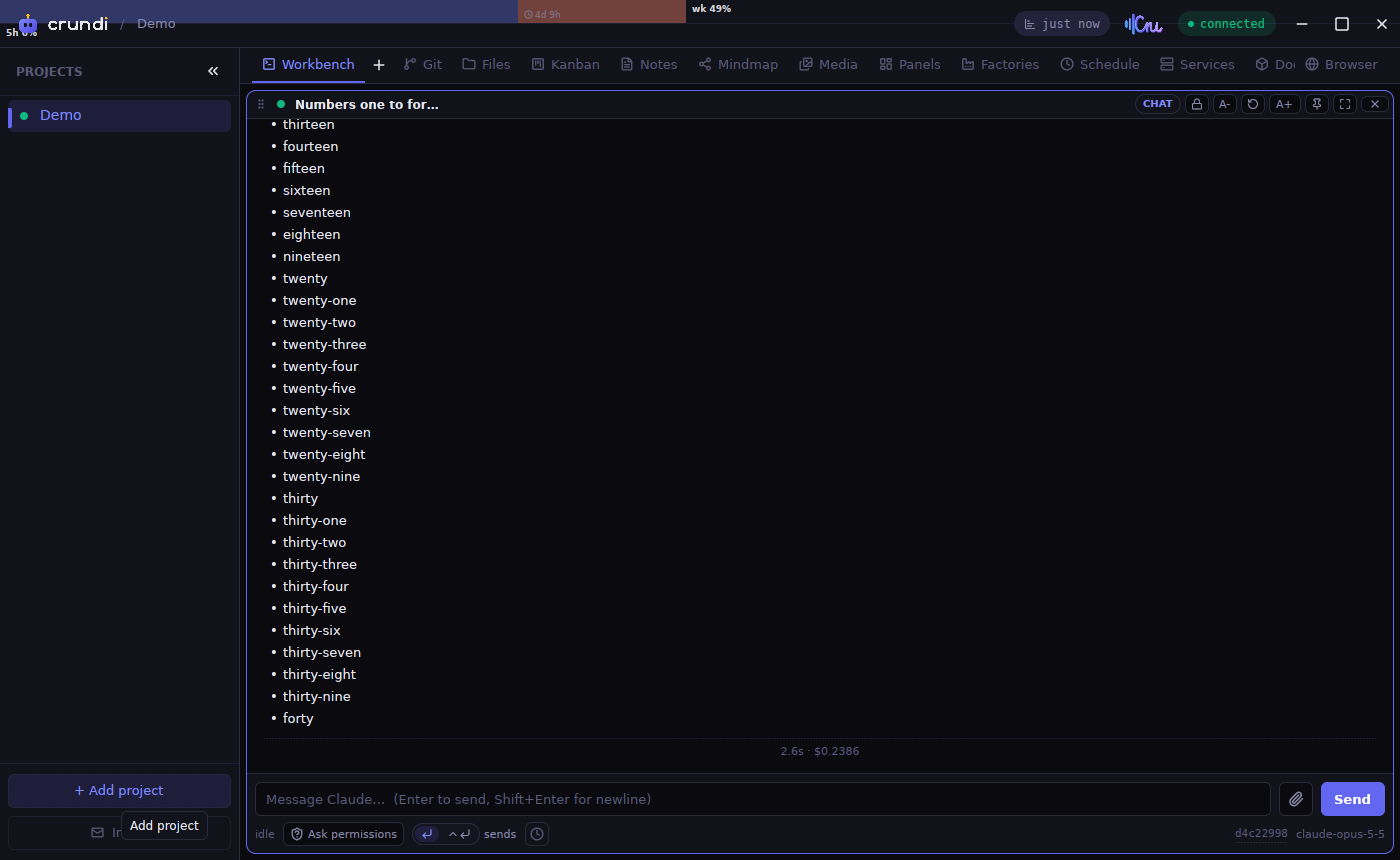 4d 9h
wk 49%
5h
crundi / Demo
just now
Cru
connected
PROJECTS
Workbench
Git
Files
Kanban
Notes
Mindmap
Media
Panels
Factories
Schedule
Services
Browser
Demo
Numbers one to for…
CHAT
A-
A+
• thirteen
• fourteen
• fifteen
• sixteen
• seventeen
• eighteen
• nineteen
• twenty
• twenty-one
• twenty-two
• twenty-three
• twenty-four
• twenty-five
• twenty-six
• twenty-seven
• twenty-eight
• twenty-nine
• thirty
• thirty-one
• thirty-two
• thirty-three
• thirty-four
• thirty-five
• thirty-six
• thirty-seven
• thirty-eight
• thirty-nine
• forty
2.6s · $0.2386
+ Add project
Add project
Message Claude… (Enter to send, Shift+Enter for newline)
Send
idle
Ask permissions
sends
d4c22998
claude-opus-5-5